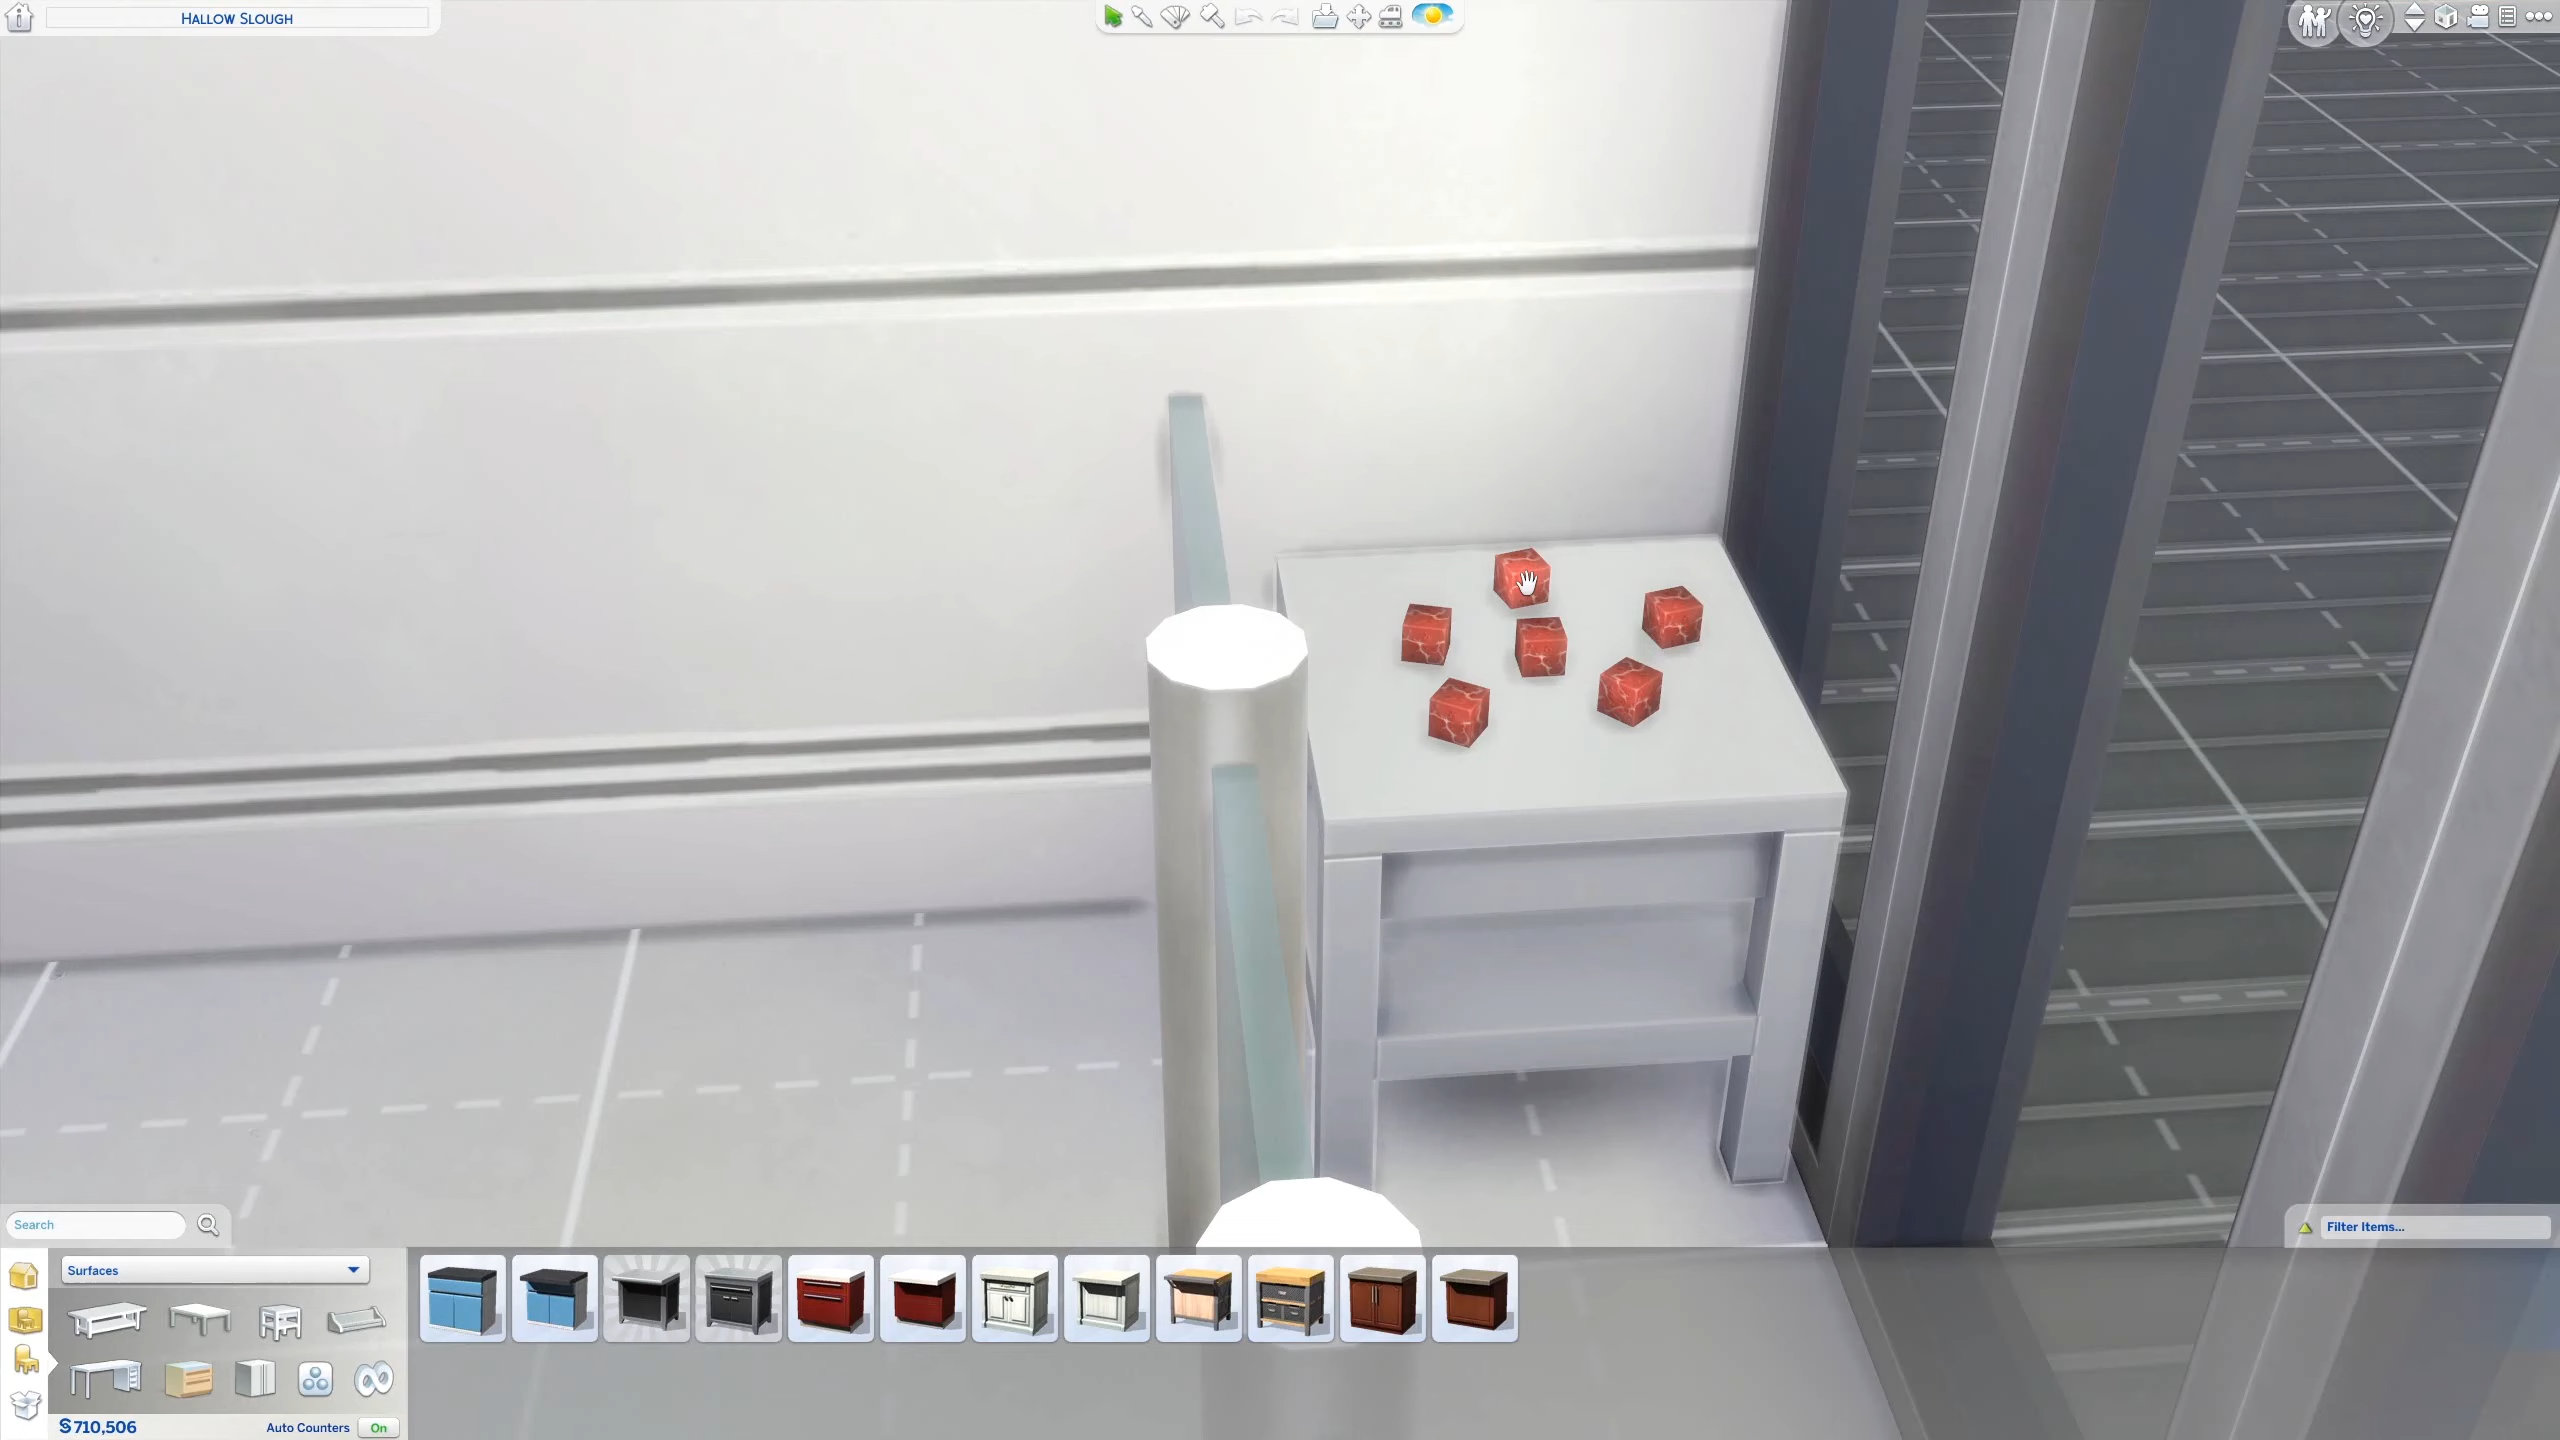 HALLOW SLOUGH
Search
Filter Items...
Surfaces
§710,506
Auto Counters On